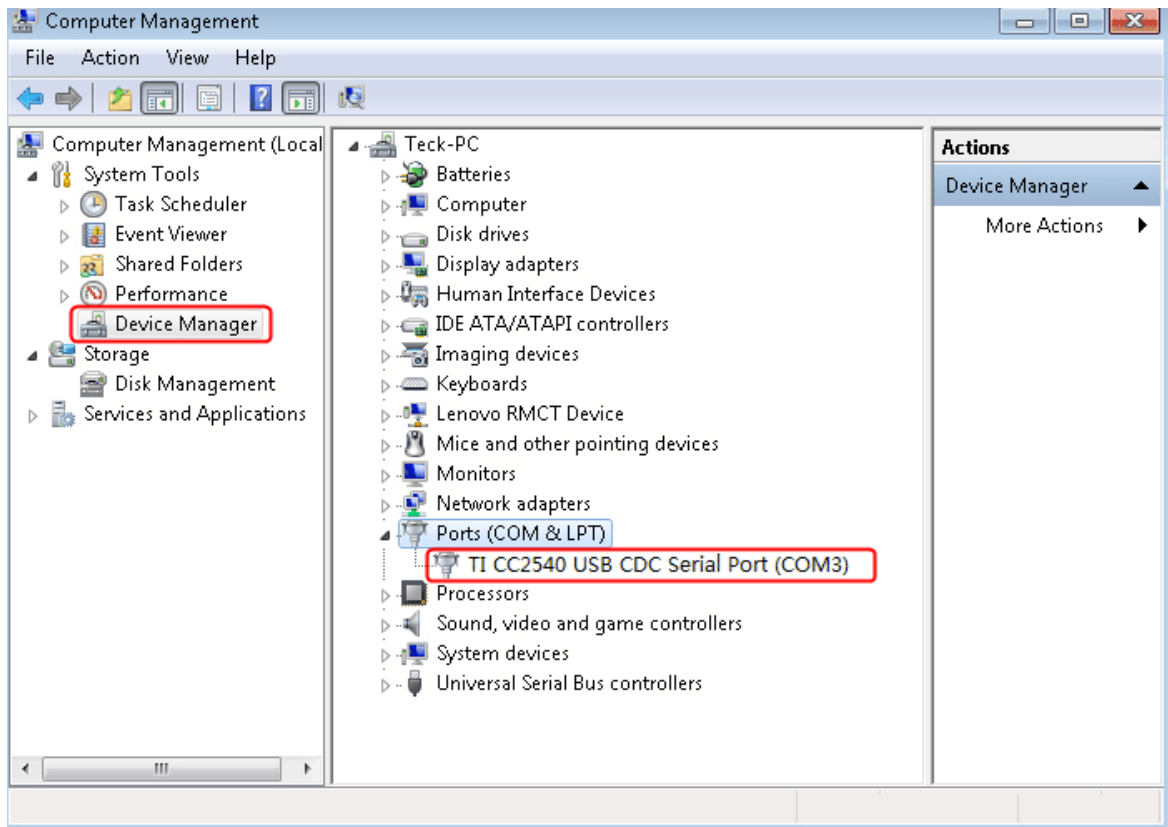 Computer Management
File Action View Help
Computer Management (Local
System Tools
Task Scheduler
Event Viewer
Shared Folders
Performance
Device Manager
Storage
Disk Management
Services and Applications
Teck-PC
Batteries
Computer
Disk drives
Display adapters
Human Interface Devices
IDE ATA/ATAPI controllers
Imaging devices
Keyboards
Lenovo RMCT Device
Mice and other pointing devices
Monitors
Network adapters
Ports (COM & LPT)
TI CC2540 USB CDC Serial Port (COM3)
Processors
Sound, video and game controllers
System devices
Universal Serial Bus controllers
Actions
Device Manager
More Actions